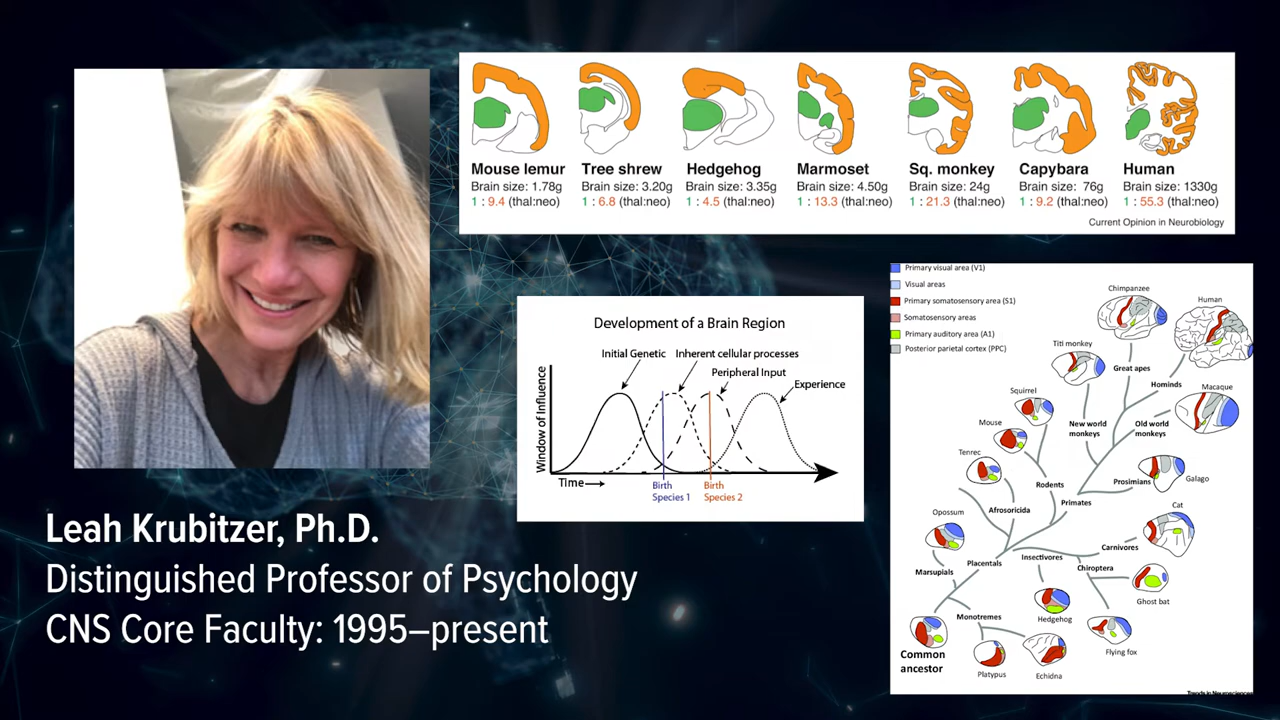 Mouse lemur
Brain size: 1.78g
1 : 9.4 (thal:neo)
Tree shrew
Brain size: 3.20g
1 : 6.8 (thal:neo)
Hedgehog
Brain size: 3.35g
1 : 4.5 (thal:neo)
Marmoset
Brain size: 4.50g
1 : 13.3 (thal:neo)
Sq. monkey
Brain size: 24g
1 : 21.3 (thal:neo)
Capybara
Brain size: 76g
1 : 9.2 (thal:neo)
Human
Brain size: 1330g
1 : 55.3 (thal:neo)
Current Opinion in Neurobiology
Development of a Brain Region
Initial Genetic
Inherent cellular processes
Peripheral Input
Experience
Window of Influence
Time
Birth
Species 1
Birth
Species 2
Primary visual area (V1)
Visual areas
Primary somatosensory area (S1)
Somatosensory areas
Primary auditory area (A1)
Posterior parietal cortex (PPC)
Chimpanzee
Human
Titi monkey
Great apes
Hominds
Macaque
Squirrel
Mouse
New world
monkeys
Old world
monkeys
Tenrec
Rodents
Prosimians
Galago
Primates
Afrosoricida
Opossum
Cat
Carnivores
Insectivores
Placentals
Chiroptera
Marsupials
Ghost bat
Monotremes
Hedgehog
Flying fox
Common
ancestor
Platypus
Echidna
Trends in Neurosciences
Leah Krubitzer, Ph.D.
Distinguished Professor of Psychology
CNS Core Faculty: 1995–present